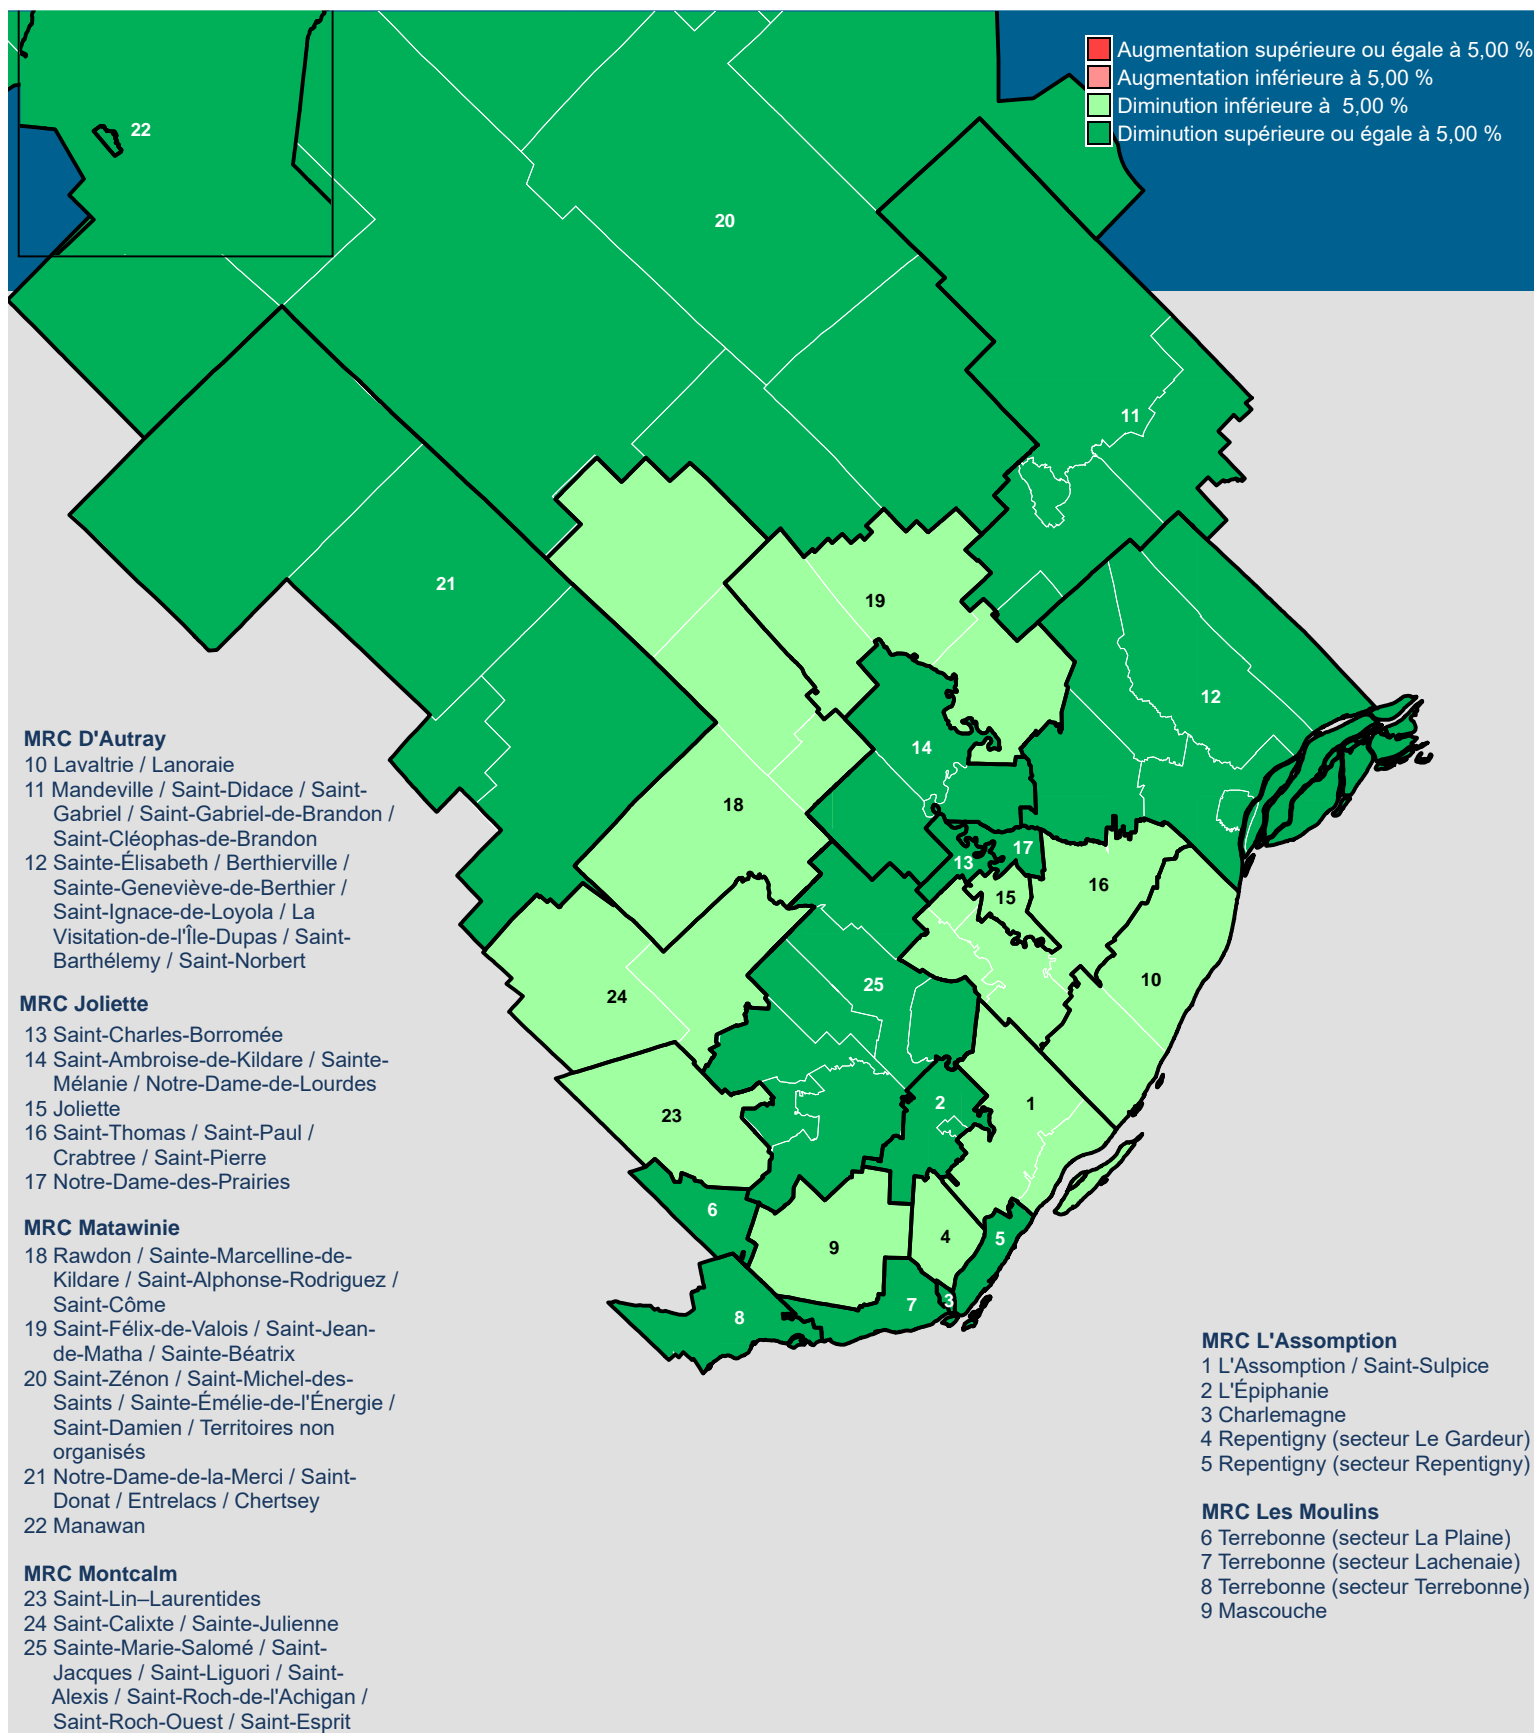 Augmentation supérieure ou égale à 5,00 %
Augmentation inférieure à 5,00 %
Diminution inférieure à 5,00 %
Diminution supérieure ou égale à 5,00 %
22
20
11
21
19
12
14
18
17
13
16
15
10
25
24
2
1
23
6
5
4
9
7
3
8
MRC D'Autray
10 Lavaltrie / Lanoraie
11 Mandeville / Saint-Didace / Saint-
Gabriel / Saint-Gabriel-de-Brandon /
Saint-Cléophas-de-Brandon
12 Sainte-Élisabeth / Berthierville /
Sainte-Geneviève-de-Berthier /
Saint-Ignace-de-Loyola / La
Visitation-de-l'Île-Dupas / Saint-
Barthélemy / Saint-Norbert
MRC Joliette
13 Saint-Charles-Borromée
14 Saint-Ambroise-de-Kildare / Sainte-
Mélanie / Notre-Dame-de-Lourdes
15 Joliette
16 Saint-Thomas / Saint-Paul /
Crabtree / Saint-Pierre
17 Notre-Dame-des-Prairies
MRC Matawinie
18 Rawdon / Sainte-Marcelline-de-
Kildare / Saint-Alphonse-Rodriguez /
Saint-Côme
19 Saint-Félix-de-Valois / Saint-Jean-
de-Matha / Sainte-Béatrix
20 Saint-Zénon / Saint-Michel-des-
Saints / Sainte-Émélie-de-l'Énergie /
Saint-Damien / Territoires non
organisés
21 Notre-Dame-de-la-Merci / Saint-
Donat / Entrelacs / Chertsey
22 Manawan
MRC Montcalm
23 Saint-Lin–Laurentides
24 Saint-Calixte / Sainte-Julienne
25 Sainte-Marie-Salomé / Saint-
Jacques / Saint-Liguori / Saint-
Alexis / Saint-Roch-de-l'Achigan /
Saint-Roch-Ouest / Saint-Esprit
MRC L'Assomption
1 L'Assomption / Saint-Sulpice
2 L'Épiphanie
3 Charlemagne
4 Repentigny (secteur Le Gardeur)
5 Repentigny (secteur Repentigny)
MRC Les Moulins
6 Terrebonne (secteur La Plaine)
7 Terrebonne (secteur Lachenaie)
8 Terrebonne (secteur Terrebonne)
9 Mascouche